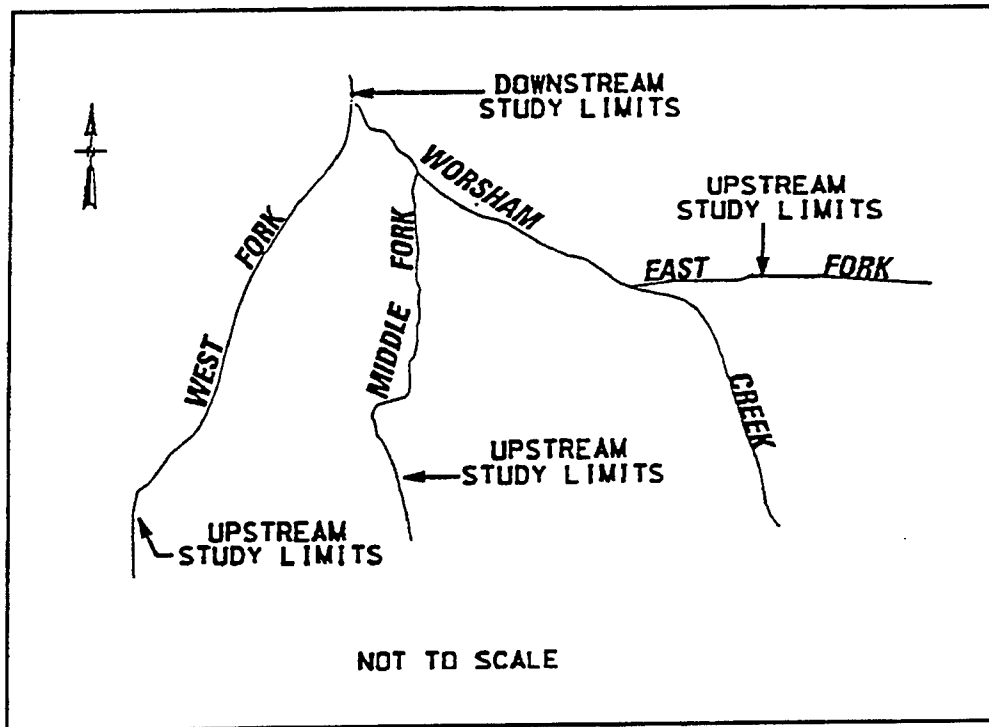 DOWNSTREAM
STUDY LIMITS
WORSHAM
UPSTREAM
STUDY LIMITS
EAST FORK
WEST FORK
MIDDLE FORK
CREEK
UPSTREAM
STUDY LIMITS
UPSTREAM
STUDY LIMITS
NOT TO SCALE